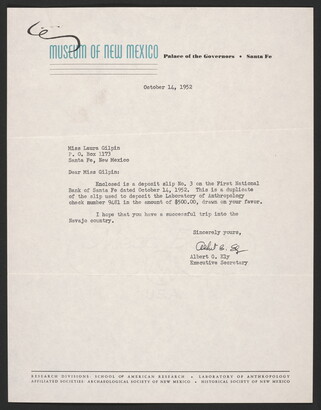 MUSEUM OF NEW MEXICO Palace of the Governors • Santa Fe
October 14, 1952
Miss Laura Gilpin
P. O. Box 1173
Santa Fe, New Mexico
Dear Miss Gilpin:
Enclosed is a deposit slip No. 3 on the First National
Bank of Santa Fe dated October 14, 1952. This is a duplicate
of the slip used to deposit the Laboratory of Anthropology
check number 9481 in the amount of $500.00, drawn on your favor.
I hope that you have a successful trip into the
Navajo country.
Sincerely yours,
Albert G. Ely
Albert G. Ely
Executive Secretary
RESEARCH DIVISIONS: SCHOOL OF AMERICAN RESEARCH • LABORATORY OF ANTHROPOLOGY
AFFILIATED SOCIETIES: ARCHAEOLOGICAL SOCIETY OF NEW MEXICO • HISTORICAL SOCIETY OF NEW MEXICO